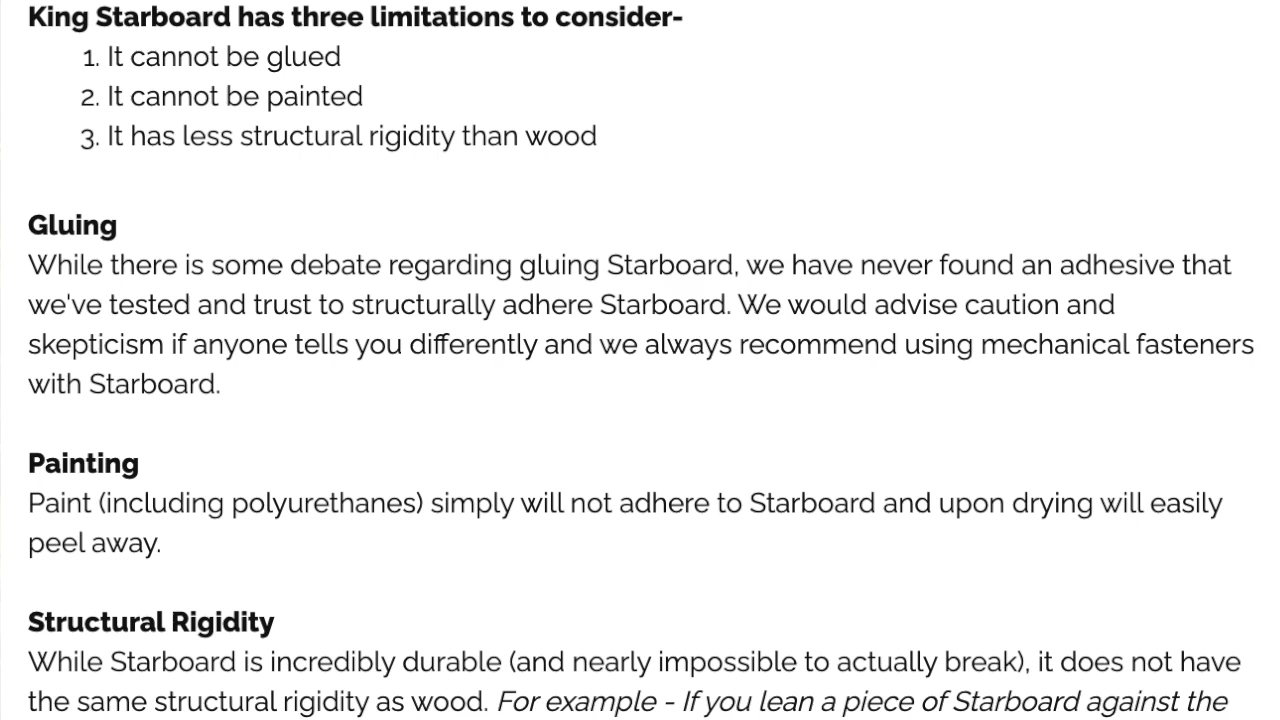 King Starboard has three limitations to consider-
1. It cannot be glued
2. It cannot be painted
3. It has less structural rigidity than wood
Gluing
While there is some debate regarding gluing Starboard, we have never found an adhesive that
we've tested and trust to structurally adhere Starboard. We would advise caution and
skepticism if anyone tells you differently and we always recommend using mechanical fasteners
with Starboard.
Painting
Paint (including polyurethanes) simply will not adhere to Starboard and upon drying will easily
peel away.
Structural Rigidity
While Starboard is incredibly durable (and nearly impossible to actually break), it does not have
the same structural rigidity as wood. For example - If you lean a piece of Starboard against the